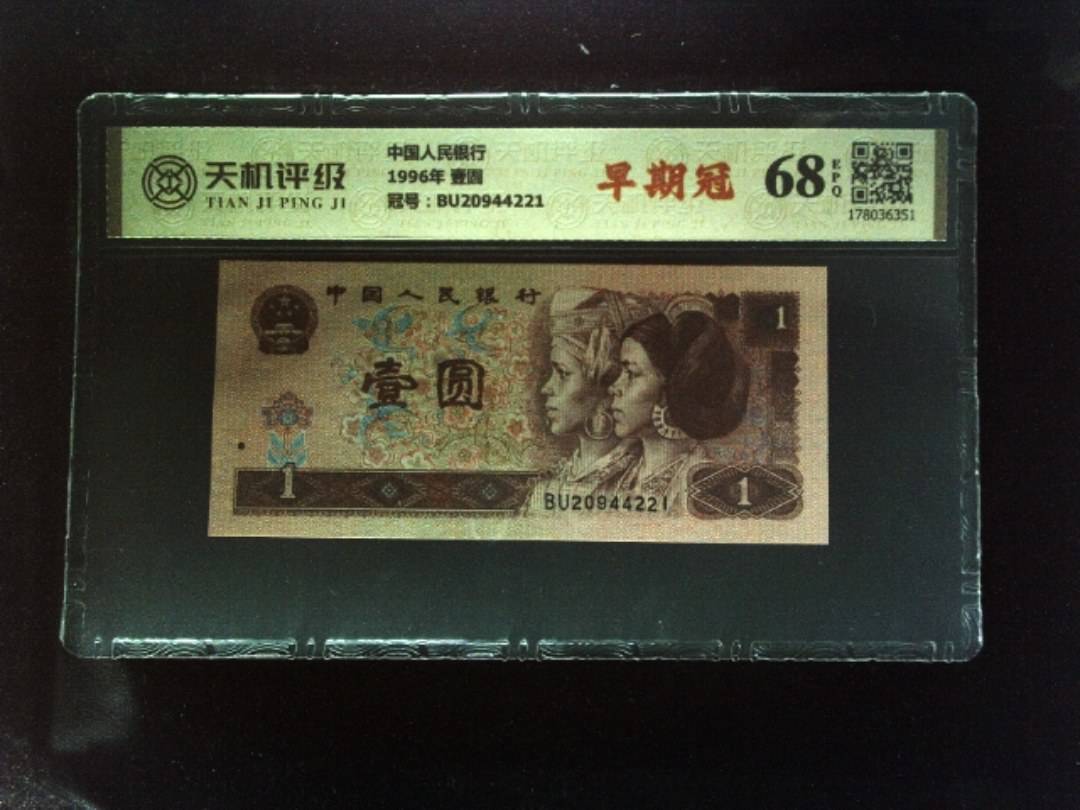 天机评级
TIAN JI PING JI
中国人民银行
1996年 壹圆
冠号：BU20944221
早期冠
68
EPQ
178036351
中国人民银行
1
壹圆
1
BU20944221
1